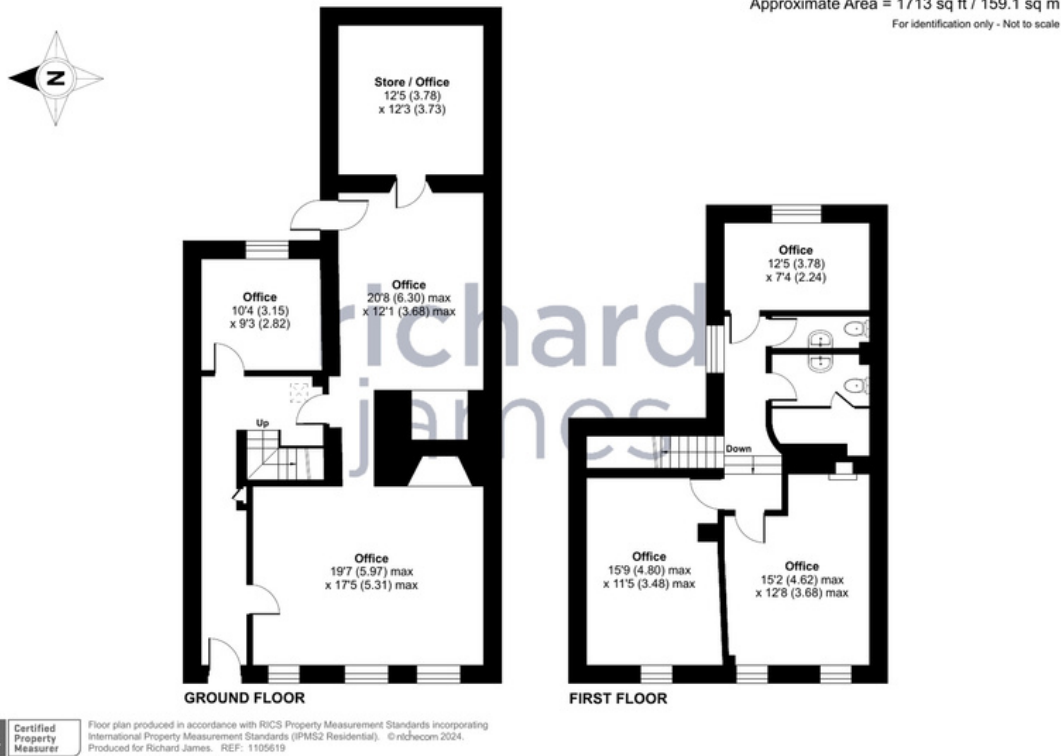 Approximate Area = 1713 sq ft / 159.1 sq m
For identification only - Not to scale
N
Store / Office
12'5 (3.78)
x 12'3 (3.73)
Office
10'4 (3.15)
x 9'3 (2.82)
Office
20'8 (6.30) max
x 12'1 (3.68) max
Up
Office
19'7 (5.97) max
x 17'5 (5.31) max
GROUND FLOOR
Office
12'5 (3.78)
x 7'4 (2.24)
Down
Office
15'9 (4.80) max
x 11'5 (3.48) max
Office
15'2 (4.62) max
x 12'8 (3.68) max
FIRST FLOOR
richard
james
Certified
Property
Measurer
Floor plan produced in accordance with RICS Property Measurement Standards incorporating
International Property Measurement Standards (IPMS2 Residential). © ntchecom 2024.
Produced for Richard James. REF: 1105619